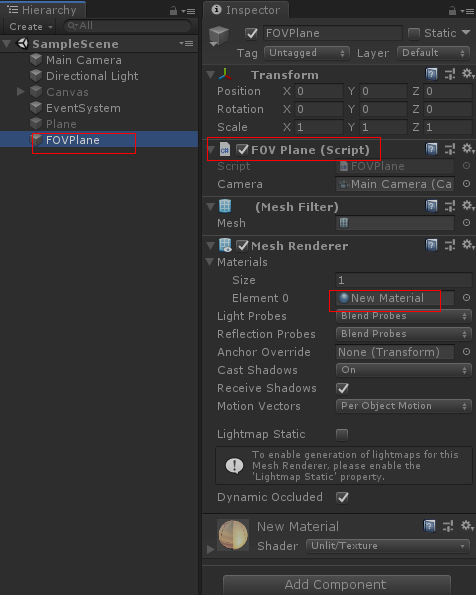 Hierarchy
Create
All
SampleScene
Main Camera
Directional Light
Canvas
EventSystem
Plane
FOVPlane
Inspector
FOVPlane
Static
Tag Untagged Layer Default
Transform
Position X 0 Y 0 Z 0
Rotation X 0 Y 0 Z 0
Scale X 1 Y 1 Z 1
FOV Plane (Script)
Script FOVPlane
Camera Main Camera (Ca
(Mesh Filter)
Mesh
Mesh Renderer
Materials
Size 1
Element 0 New Material
Light Probes Blend Probes
Reflection Probes Blend Probes
Anchor Override None (Transform)
Cast Shadows On
Receive Shadows
Motion Vectors Per Object Motion
Lightmap Static
To enable generation of lightmaps for this
Mesh Renderer, please enable the
'Lightmap Static' property.
Dynamic Occluded
New Material
Shader Unlit/Texture
Add Component